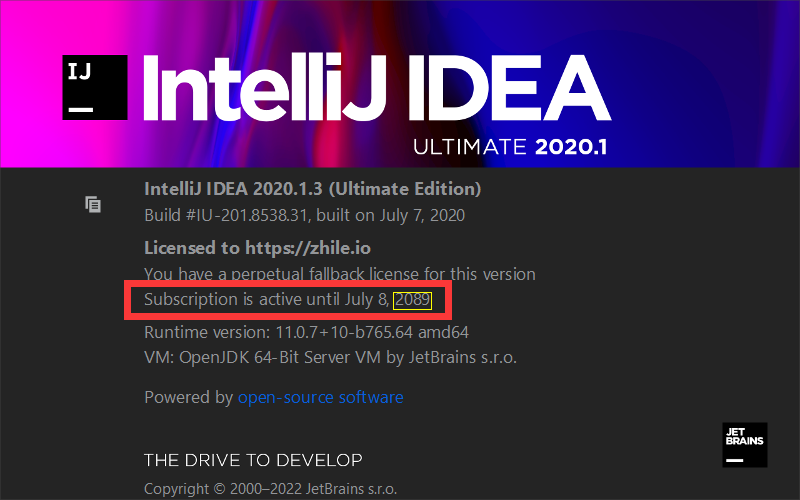 IJ
IntelliJ IDEA
ULTIMATE 2020.1
IntelliJ IDEA 2020.1.3 (Ultimate Edition)
Build #IU-201.8538.31, built on July 7, 2020
Licensed to https://zhile.io
You have a perpetual fallback license for this version
Subscription is active until July 8, 2089
Runtime version: 11.0.7+10-b765.64 amd64
VM: OpenJDK 64-Bit Server VM by JetBrains s.r.o.
Powered by open-source software
JET
BRAINS
THE DRIVE TO DEVELOP
Copyright © 2000–2022 JetBrains s.r.o.